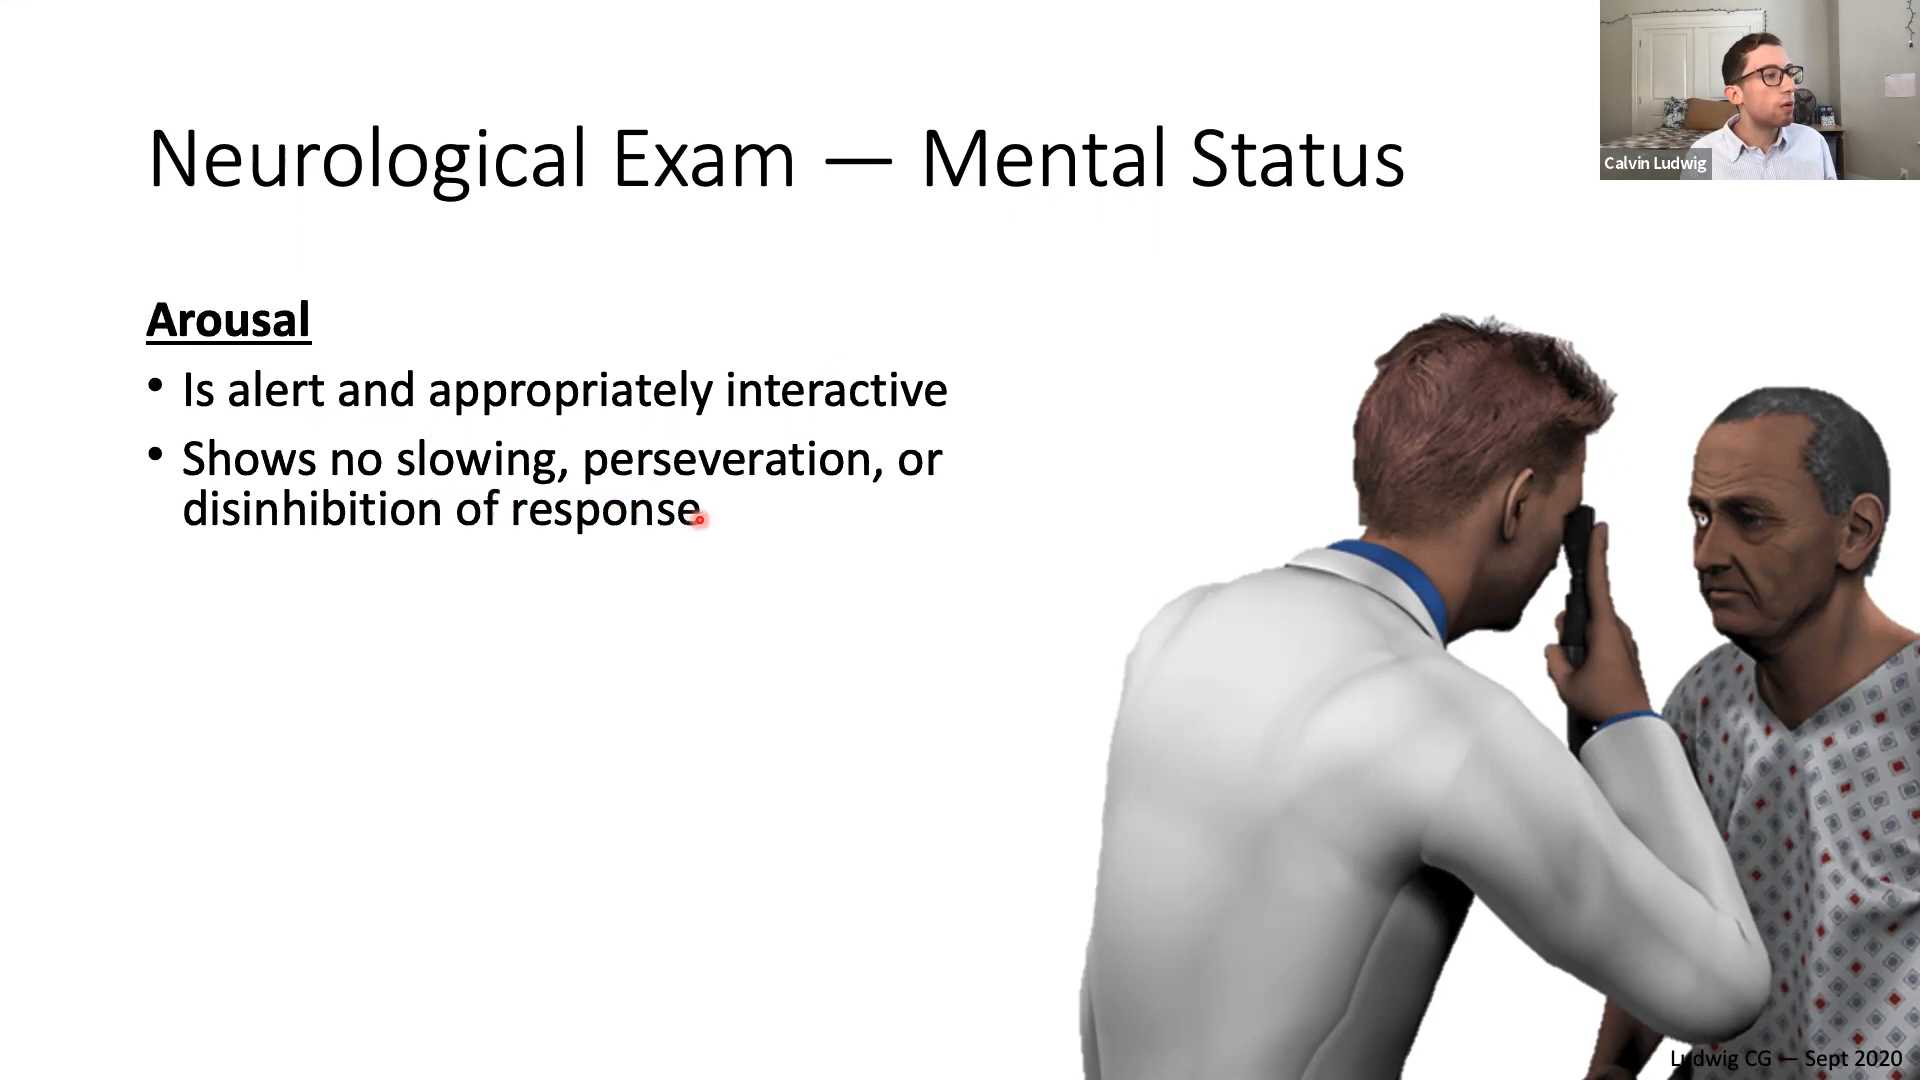 Neurological Exam — Mental Status
Calvin Ludwig
Arousal
• Is alert and appropriately interactive
• Shows no slowing, perseveration, or
disinhibition of response
Ludwig CG — Sept 2020